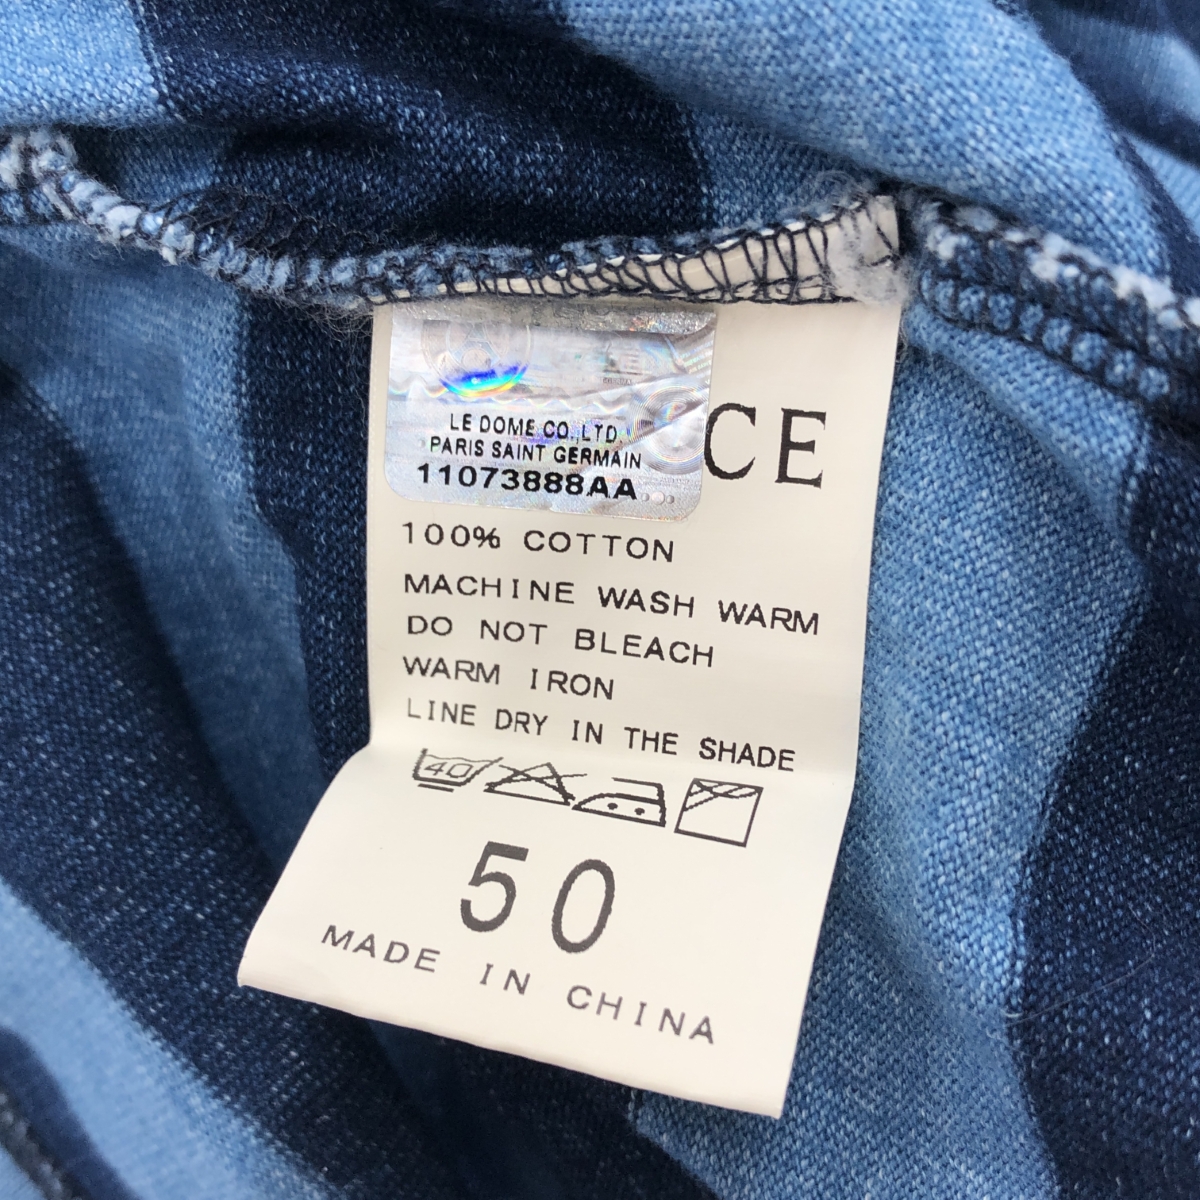 LE DOME CO.,LTD.
PARIS SAINT GERMAIN
11073888AA
CE
100% COTTON
MACHINE WASH WARM
DO NOT BLEACH
WARM IRON
LINE DRY IN THE SHADE
40
50
MADE IN CHINA